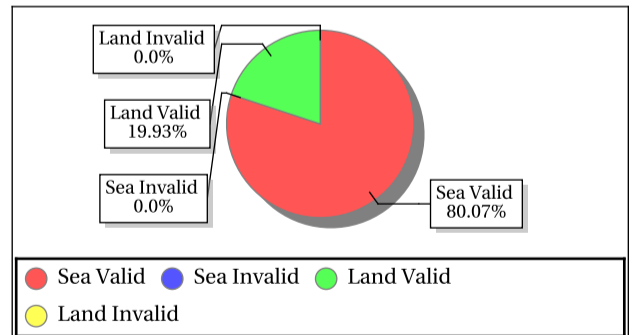 Land Invalid
0.0%
Land Valid
19.93%
Sea Invalid
0.0%
Sea Valid
80.07%
Sea Valid Sea Invalid Land Valid
Land Invalid